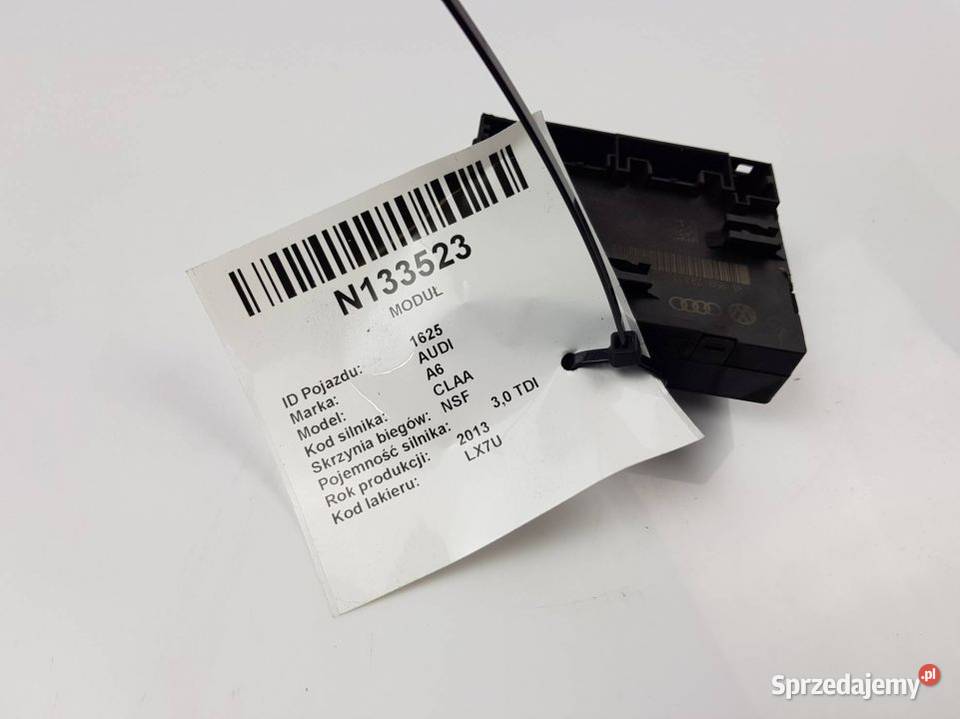 N133523
MODUŁ
ID Pojazdu: 1625
Marka: AUDI
Model: A6
Kod silnika: CLAA
Skrzynia biegów: NSF
Pojemność silnika: 3,0 TDI
Rok produkcji: 2013
Kod lakieru: LX7U
Sprzedajemy.pl